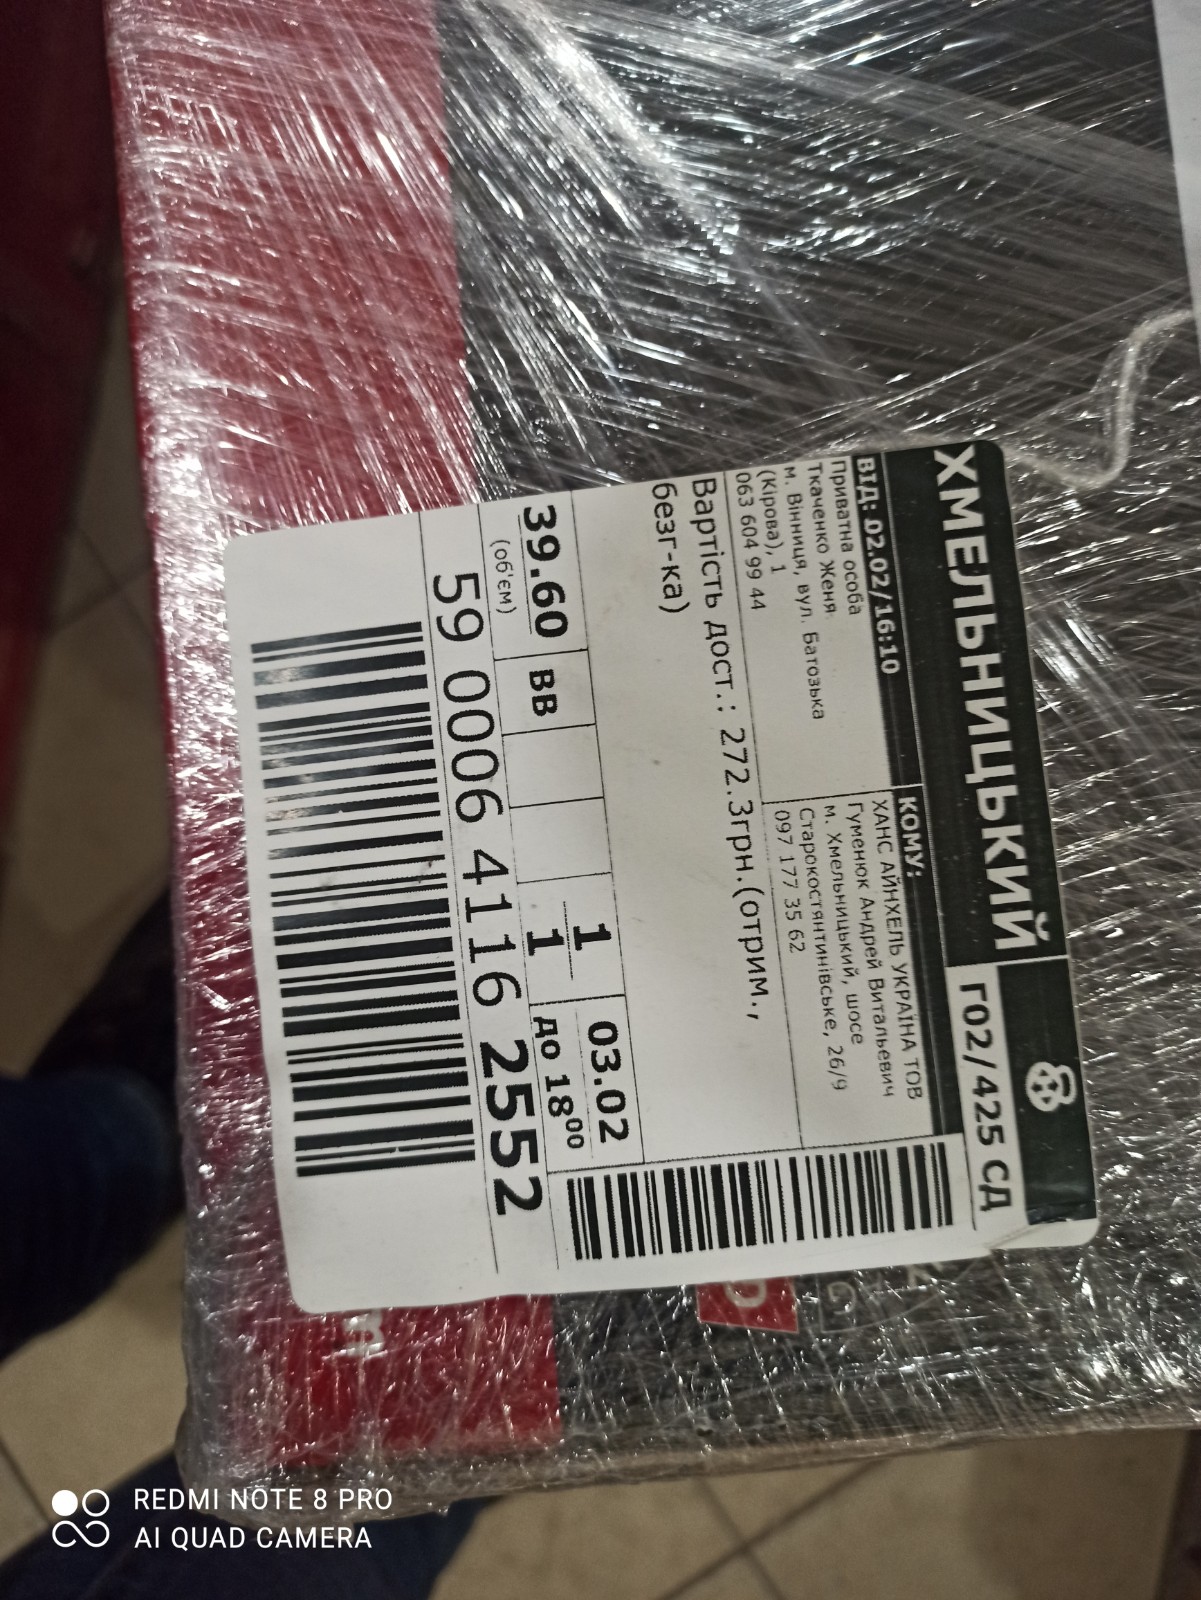 ХМЕЛЬНИЦЬКИЙ
Г02/425 СД
ВІД: 02.02/16:10
Приватна особа
Ткаченко Женя
м. Вінниця, вул. Батозька
(Кірова), 1
063 604 99 44
КОМУ:
ХАНС АЙНХЕЛЬ УКРАЇНА ТОВ
Гуменюк Андрей Витальевич
м. Хмельницький, шосе
Старокостянтинівське, 26/9
097 177 35 62
Вартість дост.: 272.3грн.(отрим.,
безг-ка)
39.60
(об'єм)
ВВ
1
1
03.02
до 18⁰⁰
59 0006 4116 2552
REDMI NOTE 8 PRO
AI QUAD CAMERA